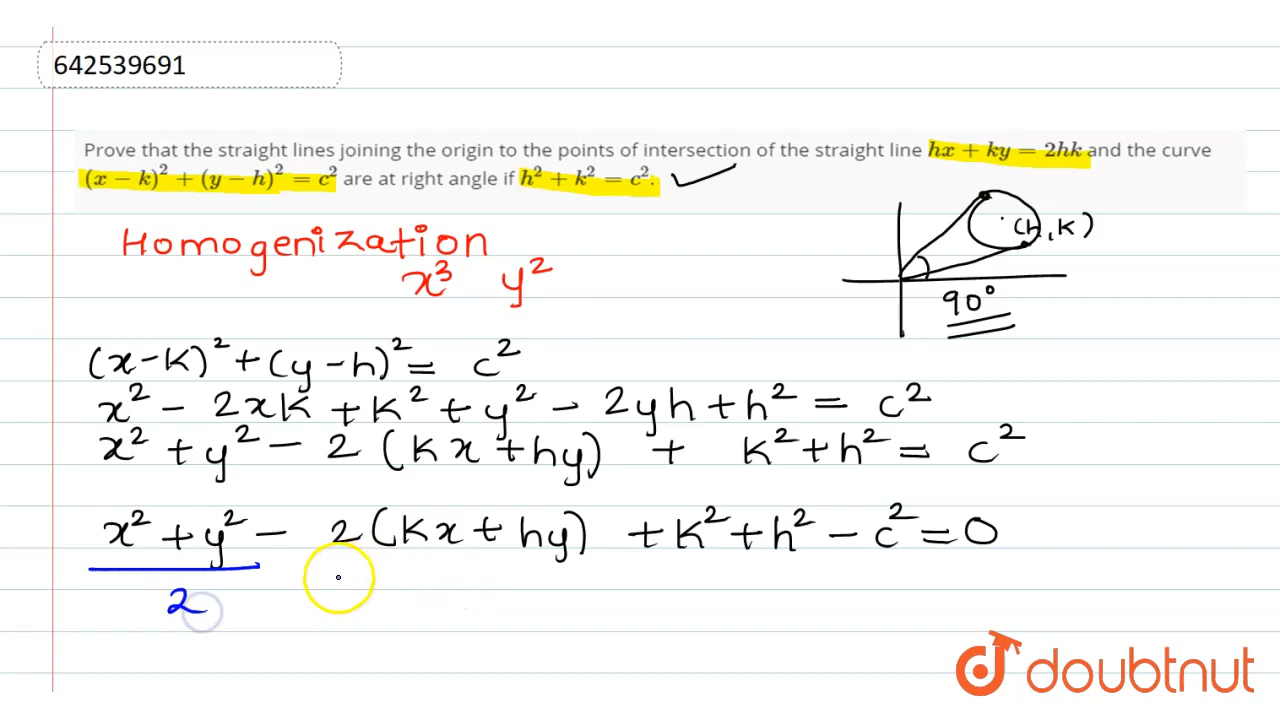 642539691
Prove that the straight lines joining the origin to the points of intersection of the straight line hx + ky = 2hk and the curve
(x − k)² + (y − h)² = c² are at right angle if h² + k² = c².
Homogenization
x³ y²
(h, k)
90°
(x-k)² + (y-h)² = c²
x² - 2xk + k² + y² - 2yh + h² = c²
x² + y² - 2(kx + hy) + k² + h² = c²
x² + y² - 2(kx + hy) + k² + h² - c² = 0
2
doubtnut